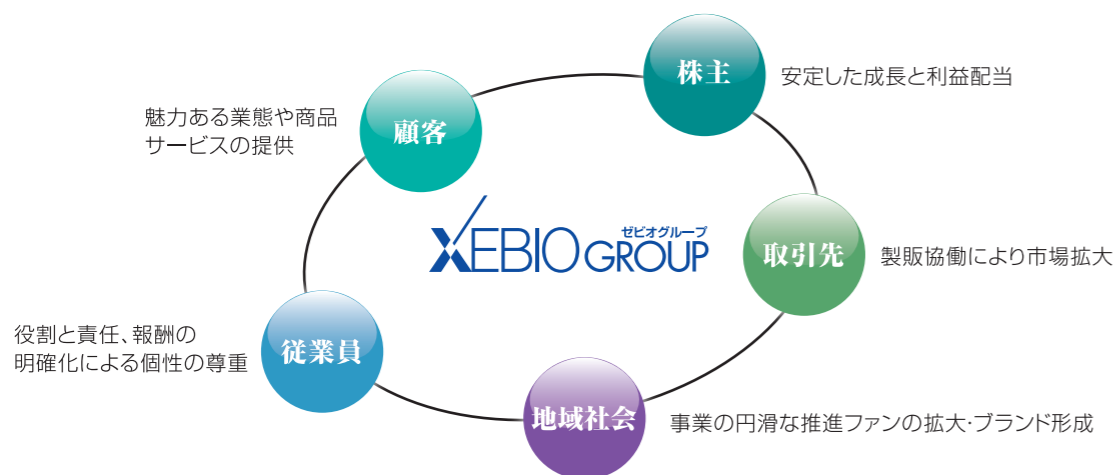 株主
安定した成長と利益配当
顧客
魅力ある業態や商品
サービスの提供
ゼビオグループ
XEBIO GROUP
取引先
製販協働により市場拡大
従業員
役割と責任、報酬の
明確化による個性の尊重
地域社会
事業の円滑な推進ファンの拡大・ブランド形成